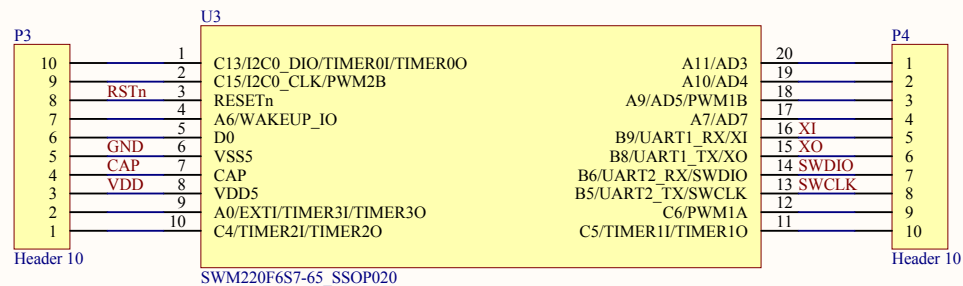 U3
P3
P4
10 1 C13/I2C0_DIO/TIMER0I/TIMER0O A11/AD3 20 1
9 2 C15/I2C0_CLK/PWM2B A10/AD4 19 2
8 RSTn 3 RESETn A9/AD5/PWM1B 18 3
7 4 A6/WAKEUP_IO A7/AD7 17 4
6 5 D0 B9/UART1_RX/XI 16 XI 5
5 GND 6 VSS5 B8/UART1_TX/XO 15 XO 6
4 CAP 7 CAP B6/UART2_RX/SWDIO 14 SWDIO 7
3 VDD 8 VDD5 B5/UART2_TX/SWCLK 13 SWCLK 8
2 9 A0/EXTI/TIMER3I/TIMER3O C6/PWM1A 12 9
1 10 C4/TIMER2I/TIMER2O C5/TIMER1I/TIMER1O 11 10
Header 10
Header 10
SWM220F6S7-65_SSOP020